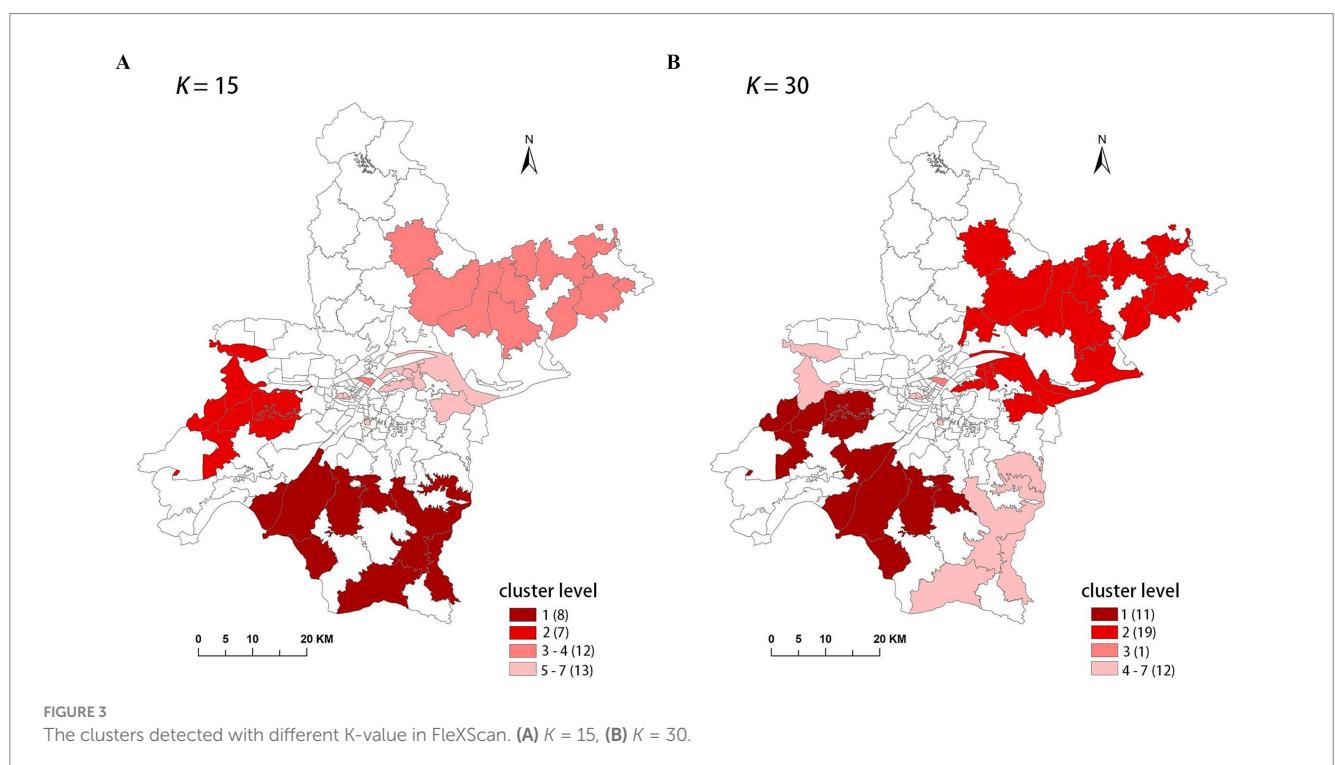 A
K = 15
N
cluster level
1 (8)
2 (7)
3 - 4 (12)
5 - 7 (13)
0 5 10 20 KM
B
K = 30
N
cluster level
1 (11)
2 (19)
3 (1)
4 - 7 (12)
0 5 10 20 KM
FIGURE 3
The clusters detected with different K-value in FleXScan. (A) K = 15, (B) K = 30.